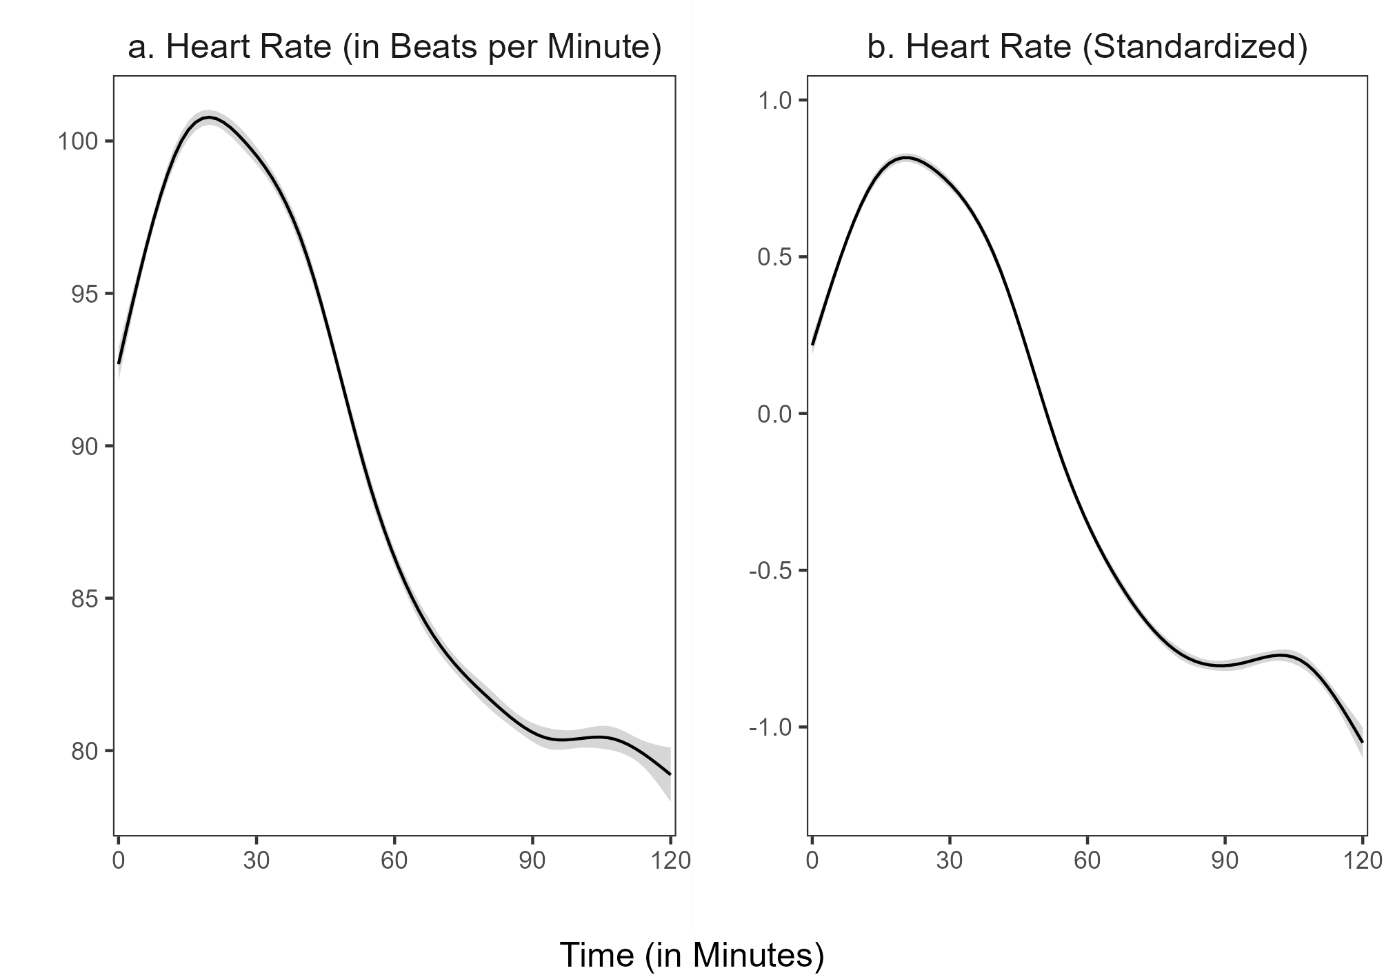 a. Heart Rate (in Beats per Minute)
b. Heart Rate (Standardized)
100
95
90
85
80
0 30 60 90 120
1.0
0.5
0.0
-0.5
-1.0
0 30 60 90 120
Time (in Minutes)